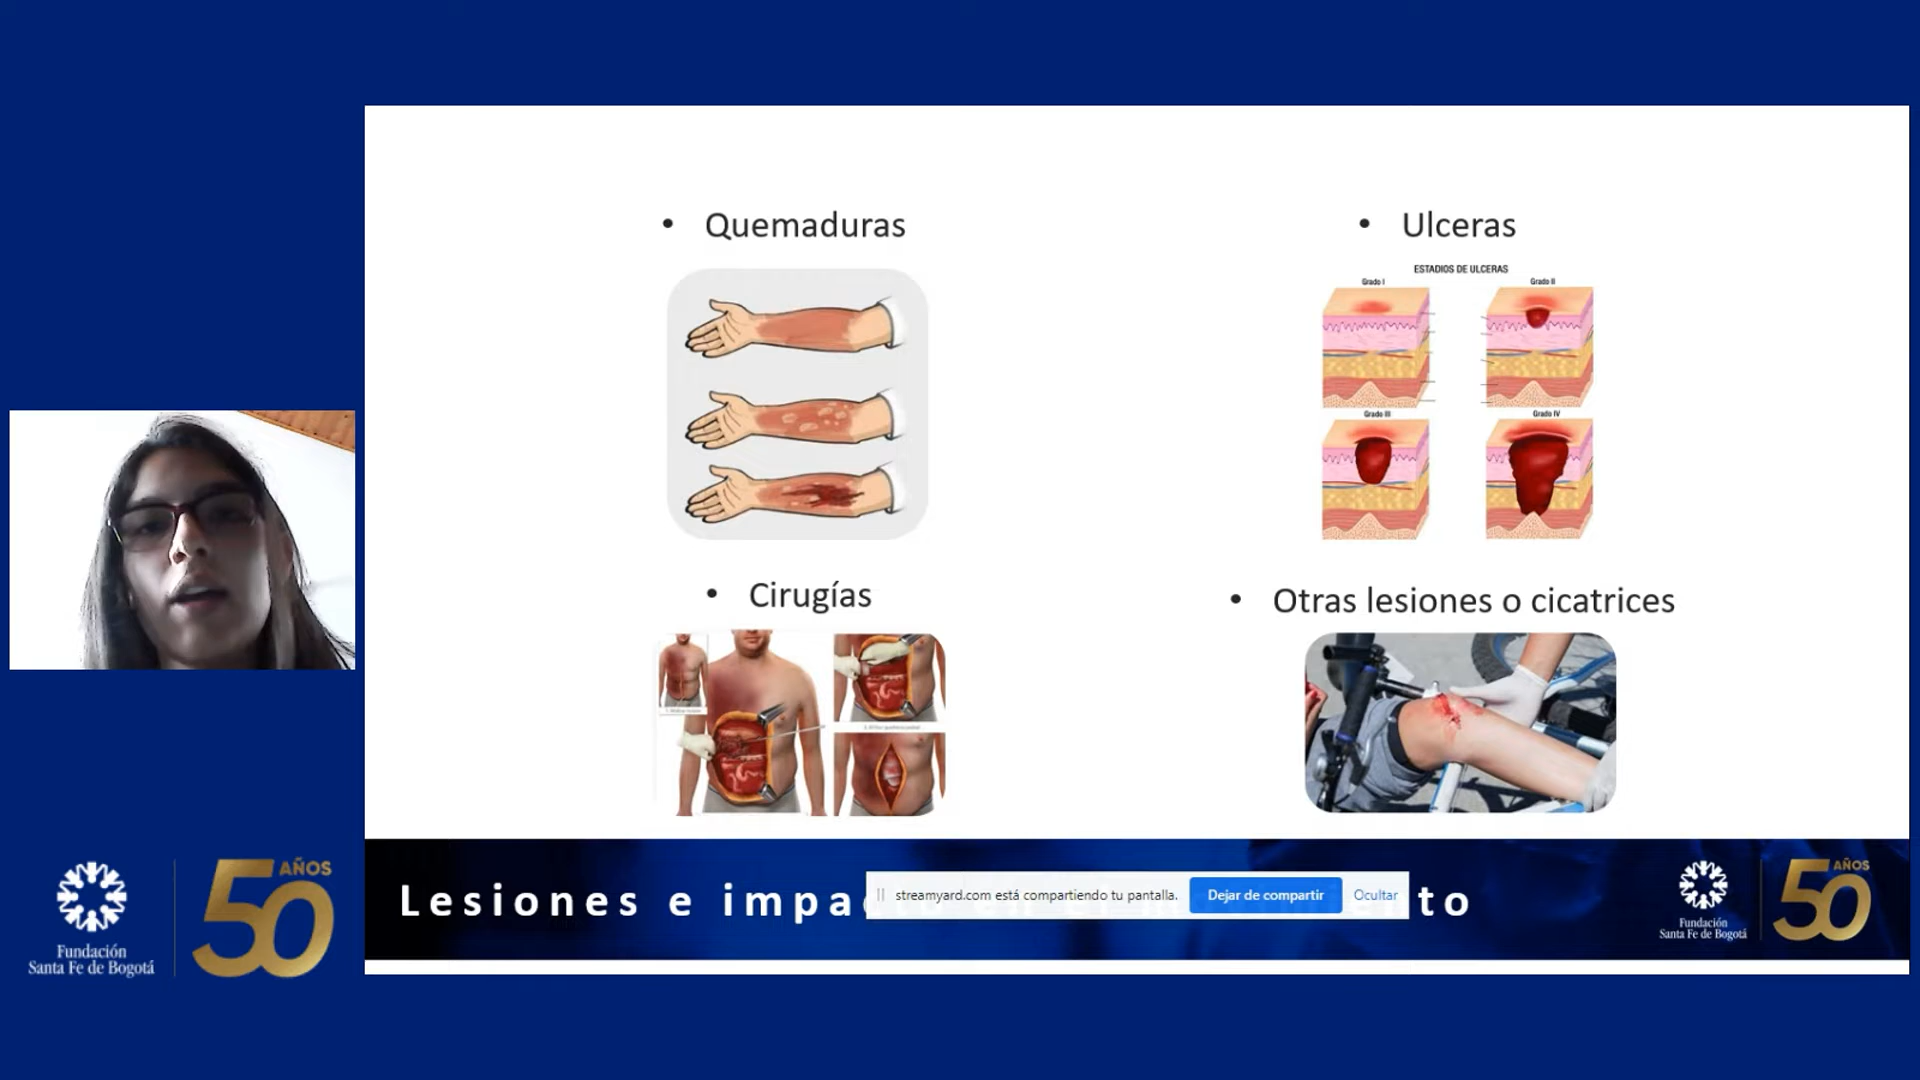 • Quemaduras
• Ulceras
ESTADIOS DE ULCERAS
Grado I
Grado II
Grado III
Grado IV
• Cirugías
• Otras lesiones o cicatrices
Lesiones e impa
to
streamyard.com está compartiendo tu pantalla.
Dejar de compartir
Ocultar
Fundación
Santa Fe de Bogotá
50 AÑOS
Fundación
Santa Fe de Bogotá
50 AÑOS